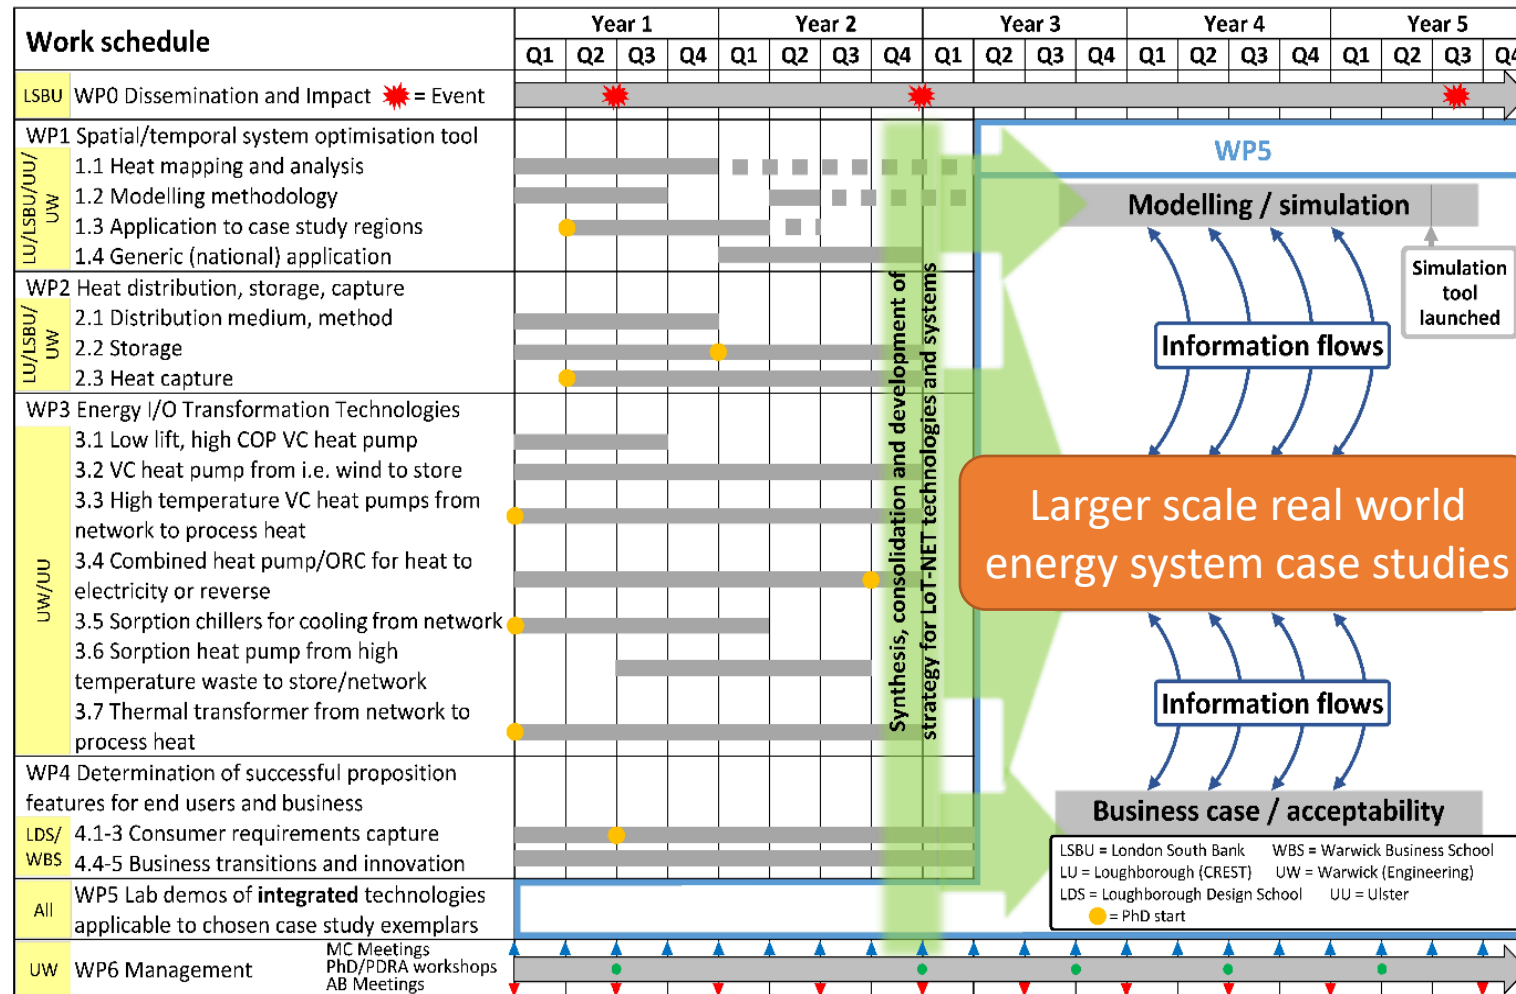 Work schedule
Year 1 Year 2 Year 3 Year 4 Year 5
Q1 Q2 Q3 Q4 Q1 Q2 Q3 Q4 Q1 Q2 Q3 Q4 Q1 Q2 Q3 Q4 Q1 Q2 Q3 Q4
LSBU WP0 Dissemination and Impact = Event
WP1 Spatial/temporal system optimisation tool
LU/LSBU/UU/
UW
1.1 Heat mapping and analysis
1.2 Modelling methodology
1.3 Application to case study regions
1.4 Generic (national) application
WP2 Heat distribution, storage, capture
LU/LSBU/
UW
2.1 Distribution medium, method
2.2 Storage
2.3 Heat capture
WP3 Energy I/O Transformation Technologies
UW/UU
3.1 Low lift, high COP VC heat pump
3.2 VC heat pump from i.e. wind to store
3.3 High temperature VC heat pumps from
network to process heat
3.4 Combined heat pump/ORC for heat to
electricity or reverse
3.5 Sorption chillers for cooling from network
3.6 Sorption heat pump from high
temperature waste to store/network
3.7 Thermal transformer from network to
process heat
WP4 Determination of successful proposition
features for end users and business
LDS/
WBS
4.1-3 Consumer requirements capture
4.4-5 Business transitions and innovation
All
WP5 Lab demos of integrated technologies
applicable to chosen case study exemplars
UW WP6 Management
MC Meetings
PhD/PDRA workshops
AB Meetings
Synthesis, consolidation and development of
strategy for LoT-NET technologies and systems
WP5
Modelling / simulation
Simulation
tool
launched
Information flows
Larger scale real world
energy system case studies
Information flows
Business case / acceptability
LSBU = London South Bank WBS = Warwick Business School
LU = Loughborough (CREST) UW = Warwick (Engineering)
LDS = Loughborough Design School UU = Ulster
= PhD start